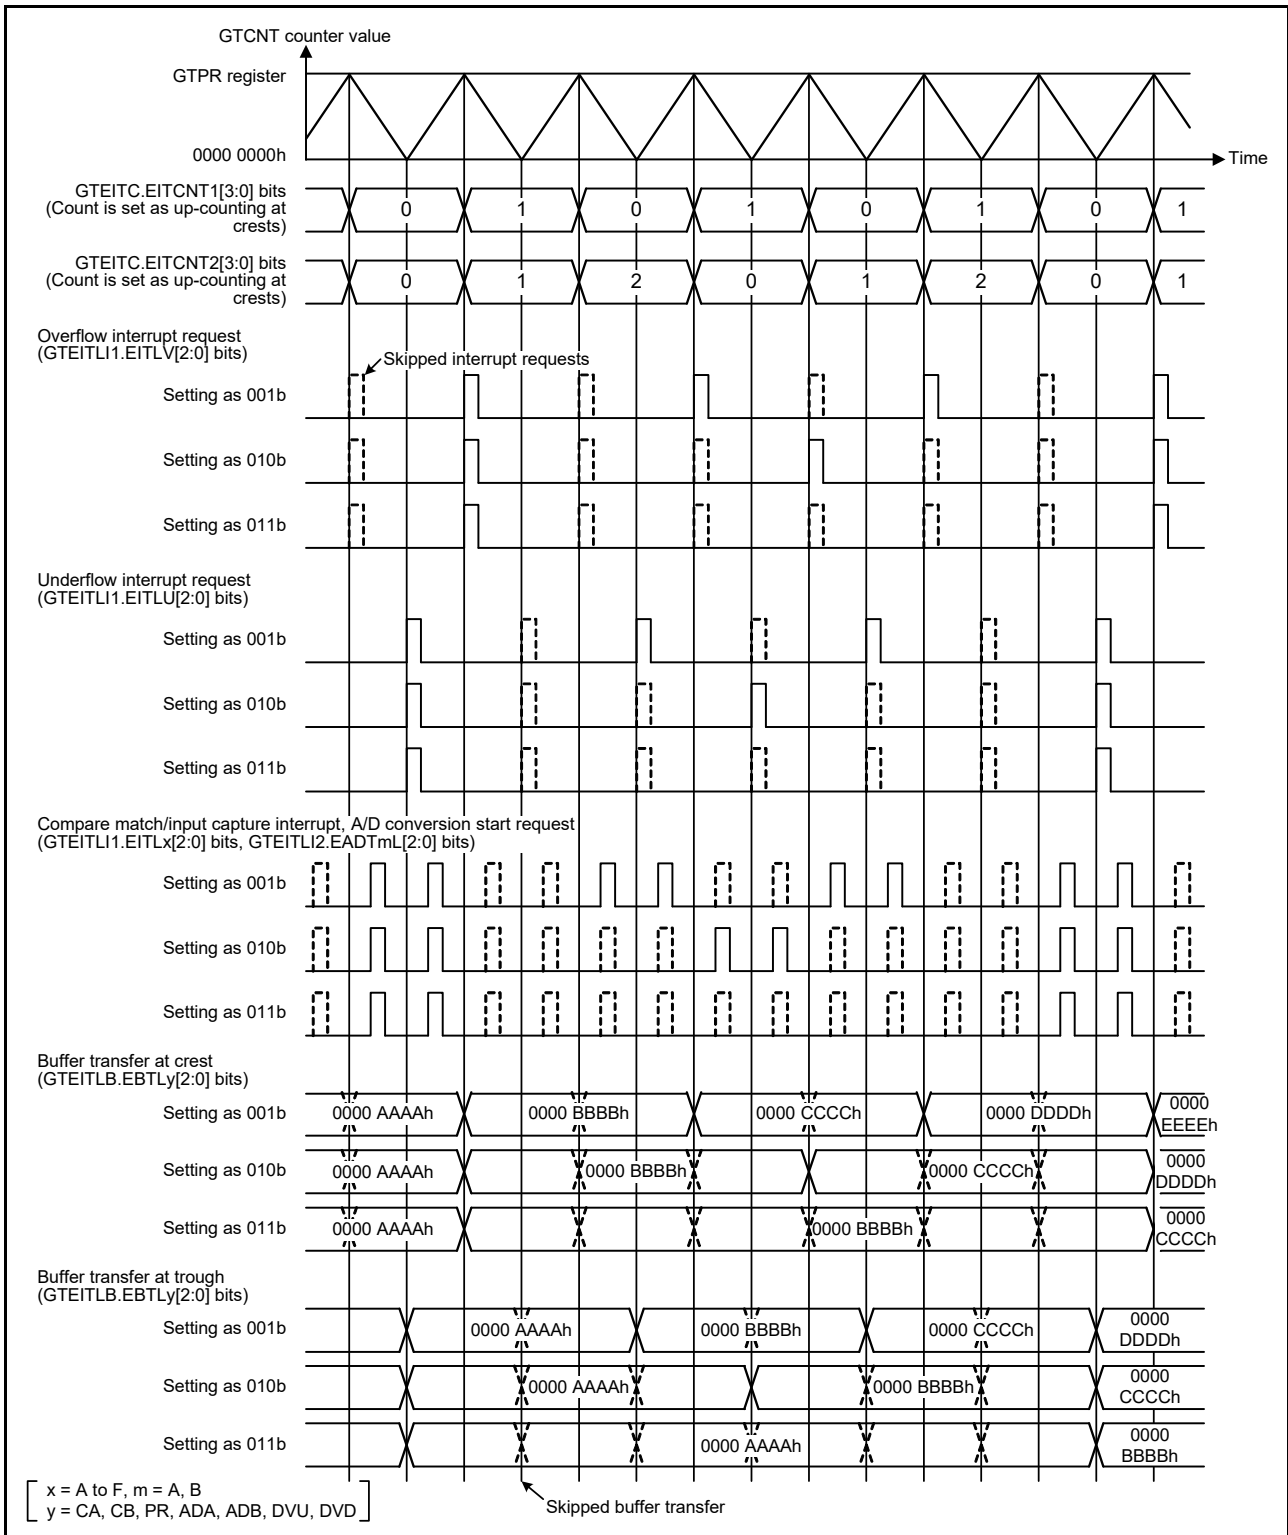 GTCNT counter value
GTPR register
0000 0000h
Time
GTEITC.EITCNT1[3:0] bits
(Count is set as up-counting at
crests)
0 1 0 1 0 1 0 1
GTEITC.EITCNT2[3:0] bits
(Count is set as up-counting at
crests)
0 1 2 0 1 2 0 1
Overflow interrupt request
(GTEITLI1.EITLV[2:0] bits)
Skipped interrupt requests
Setting as 001b
Setting as 010b
Setting as 011b
Underflow interrupt request
(GTEITLI1.EITLU[2:0] bits)
Setting as 001b
Setting as 010b
Setting as 011b
Compare match/input capture interrupt, A/D conversion start request
(GTEITLI1.EITLx[2:0] bits, GTEITLI2.EADTmL[2:0] bits)
Setting as 001b
Setting as 010b
Setting as 011b
Buffer transfer at crest
(GTEITLB.EBTLy[2:0] bits)
Setting as 001b 0000 AAAAh 0000 BBBBh 0000 CCCCh 0000 DDDDh 0000
EEEEh
Setting as 010b 0000 AAAAh 0000 BBBBh 0000 CCCCh 0000
DDDDh
Setting as 011b 0000 AAAAh 0000 BBBBh 0000
CCCCh
Buffer transfer at trough
(GTEITLB.EBTLy[2:0] bits)
Setting as 001b 0000 AAAAh 0000 BBBBh 0000 CCCCh 0000
DDDDh
Setting as 010b 0000 AAAAh 0000 BBBBh 0000
CCCCh
Setting as 011b 0000 AAAAh 0000
BBBBh
x = A to F, m = A, B
y = CA, CB, PR, ADA, ADB, DVU, DVD
Skipped buffer transfer